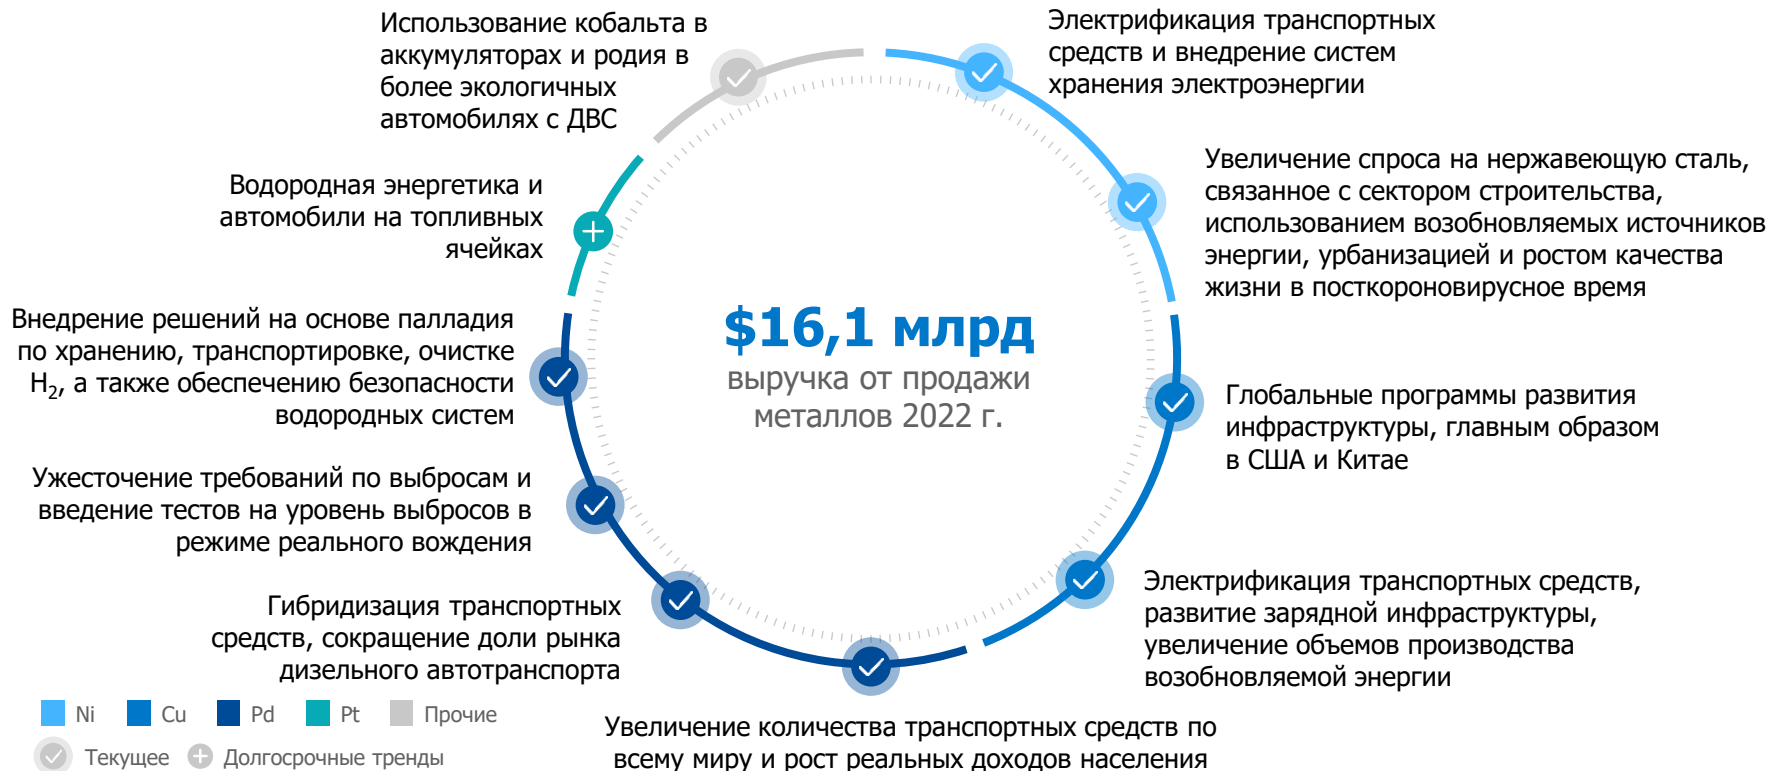 Использование кобальта в
аккумуляторах и родия в
более экологичных
автомобилях с ДВС
Электрификация транспортных
средств и внедрение систем
хранения электроэнергии
Водородная энергетика и
автомобили на топливных
ячейках
Увеличение спроса на нержавеющую сталь,
связанное с сектором строительства,
использованием возобновляемых источников
энергии, урбанизацией и ростом качества
жизни в посткороновирусное время
Внедрение решений на основе палладия
по хранению, транспортировке, очистке
H₂, а также обеспечению безопасности
водородных систем
$16,1 млрд
выручка от продажи
металлов 2022 г.
Глобальные программы развития
инфраструктуры, главным образом
в США и Китае
Ужесточение требований по выбросам и
введение тестов на уровень выбросов в
режиме реального вождения
Гибридизация транспортных
средств, сокращение доли рынка
дизельного автотранспорта
Электрификация транспортных средств,
развитие зарядной инфраструктуры,
увеличение объемов производства
возобновляемой энергии
Увеличение количества транспортных средств по
всему миру и рост реальных доходов населения
Ni Cu Pd Pt Прочие
Текущее Долгосрочные тренды